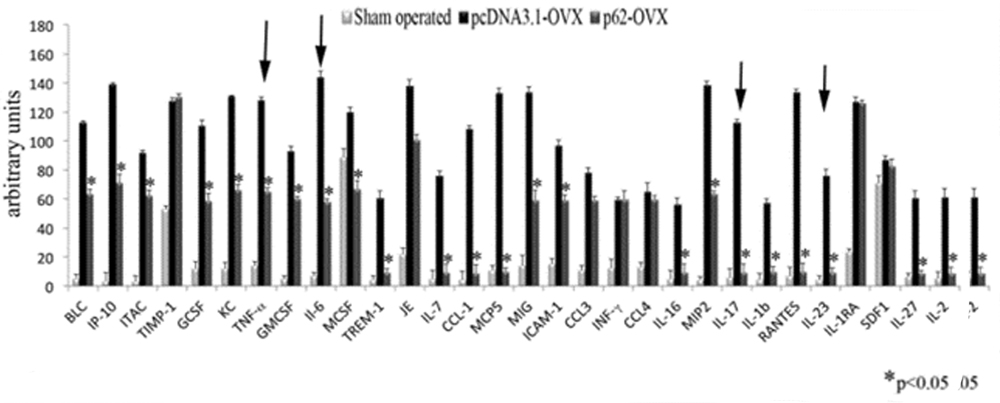 Sham operated pcDNA3.1-OVX p62-OVX
arbitrary units
180
160
140
120
100
80
60
40
20
0
* * * * * * * * * * * * * * * * * * * * * * * *
BLC IP-10 ITAC TIMP-1 GCSF KC TNF-α GMCSF Il-6 MCSF TREM-1 JE IL-7 CCL-1 MCP5 MIG ICAM-1 CCL3 INF-γ CCL4 IL-16 MIP2 IL-17 IL-1b RANTES IL-23 IL-1RA SDF1 IL-27 IL-2 -2
*p<0.05 05